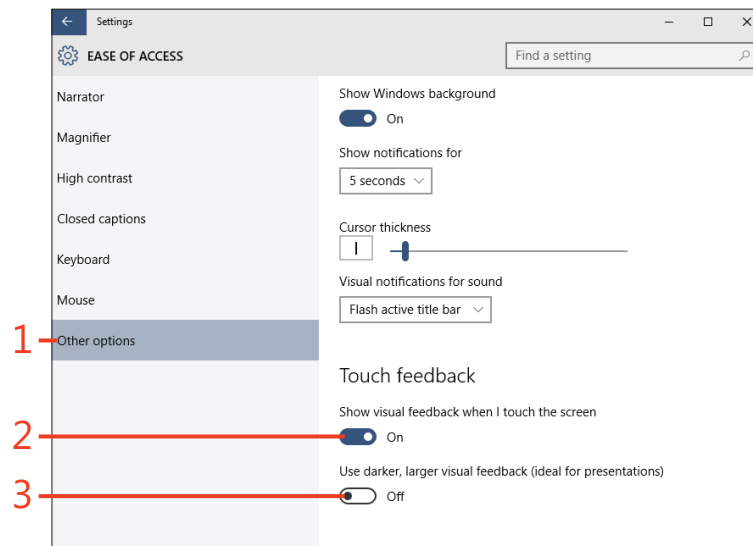 Settings
EASE OF ACCESS
Find a setting
Narrator
Magnifier
High contrast
Closed captions
Keyboard
Mouse
1
Other options
Show Windows background
On
Show notifications for
5 seconds
Cursor thickness
Visual notifications for sound
Flash active title bar
Touch feedback
Show visual feedback when I touch the screen
2
On
Use darker, larger visual feedback (ideal for presentations)
3
Off